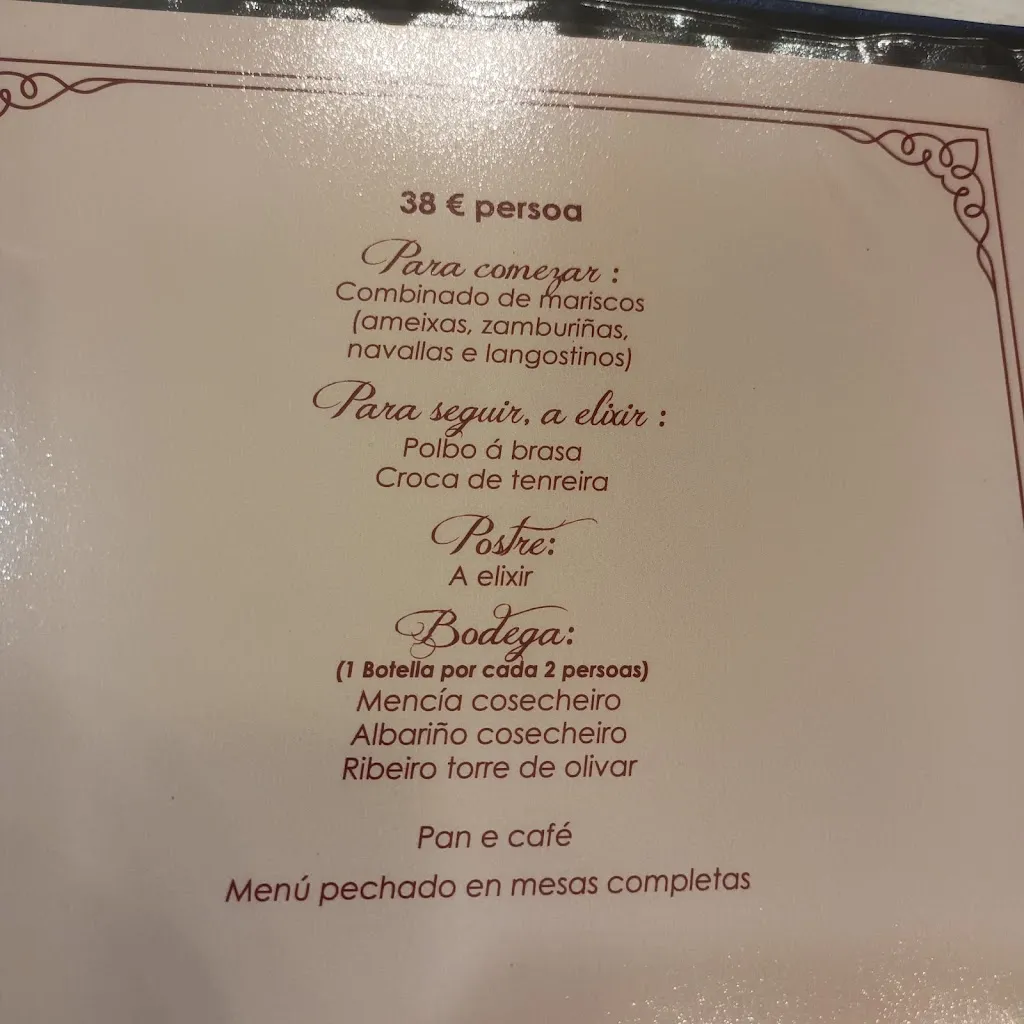 38 € persoa
Para comezar :
Combinado de mariscos
(ameixas, zamburiñas,
navallas e langostinos)
Para seguir, a elixir :
Polbo á brasa
Croca de tenreira
Postre:
A elixir
Bodega:
(1 Botella por cada 2 persoas)
Mencía cosecheiro
Albariño cosecheiro
Ribeiro torre de olivar
Pan e café
Menú pechado en mesas completas